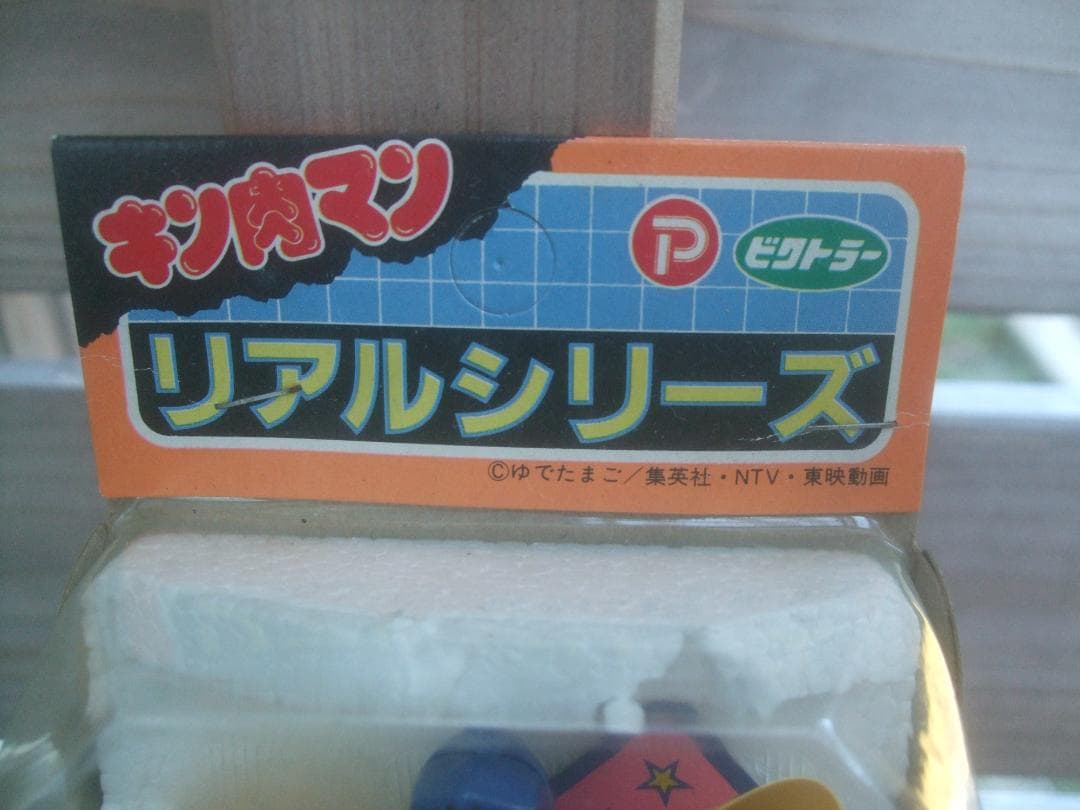 キン肉マン
P ビクトラー
リアルシリーズ
©ゆでたまご／集英社・NTV・東映動画